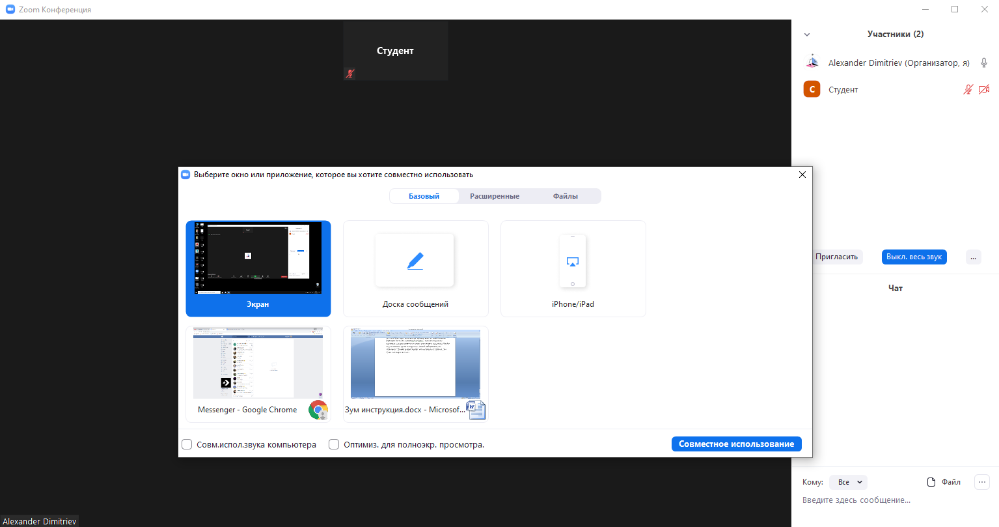 Zoom Конференция
Студент
Участники (2)
Alexander Dimitriev (Организатор, я)
С
Студент
Выберите окно или приложение, которое вы хотите совместно использовать
Базовый
Расширенные
Файлы
Экран
Доска сообщений
iPhone/iPad
Messenger - Google Chrome
Зум инструкция.docx - Microsof...
Совм.испол.звука компьютера
Оптимиз. для полноэкр. просмотра.
Совместное использование
Пригласить
Выкл. весь звук
...
Чат
Кому:
Все
Файл
Введите здесь сообщение...
Alexander Dimitriev